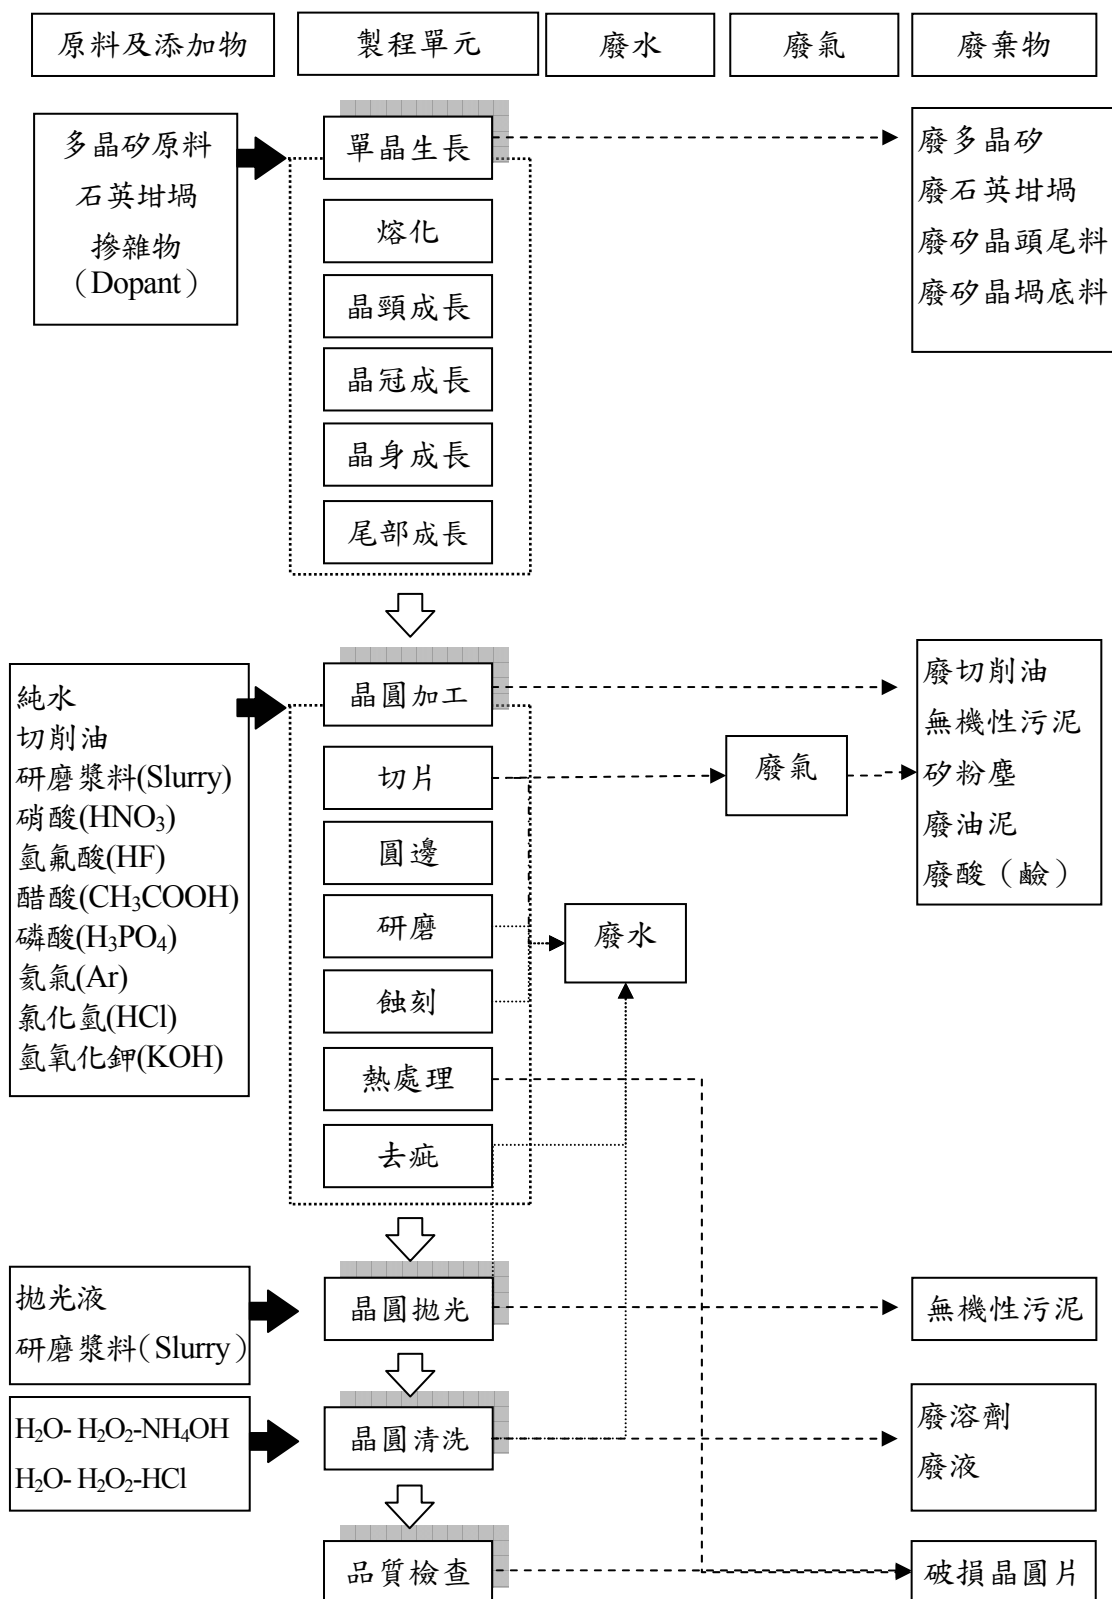 原料及添加物
製程單元
廢水
廢氣
廢棄物
多晶矽原料
石英坩堝
摻雜物
（Dopant）
單晶生長
熔化
晶頸成長
晶冠成長
晶身成長
尾部成長
廢多晶矽
廢石英坩堝
廢矽晶頭尾料
廢矽晶堝底料
純水
切削油
研磨漿料(Slurry)
硝酸(HNO₃)
氫氟酸(HF)
醋酸(CH₃COOH)
磷酸(H₃PO₄)
氬氣(Ar)
氯化氫(HCl)
氫氧化鉀(KOH)
晶圓加工
切片
圓邊
研磨
蝕刻
熱處理
去疵
廢氣
廢水
廢切削油
無機性污泥
矽粉塵
廢油泥
廢酸（鹼）
拋光液
研磨漿料（Slurry）
晶圓拋光
無機性污泥
H₂O- H₂O₂-NH₄OH
H₂O- H₂O₂-HCl
晶圓清洗
廢溶劑
廢液
品質檢查
破損晶圓片